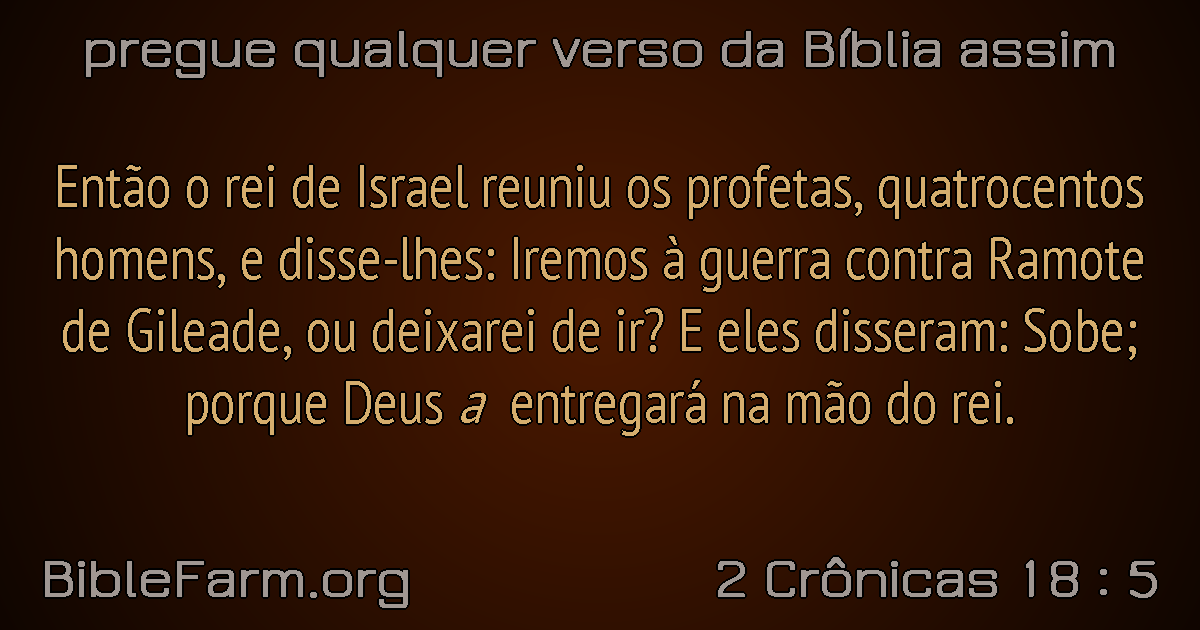 pregue qualquer verso da Bíblia assim
Então o rei de Israel reuniu os profetas, quatrocentos
homens, e disse-lhes: Iremos à guerra contra Ramote
de Gileade, ou deixarei de ir? E eles disseram: Sobe;
porque Deus a entregará na mão do rei.
BibleFarm.org
2 Crônicas 18 : 5